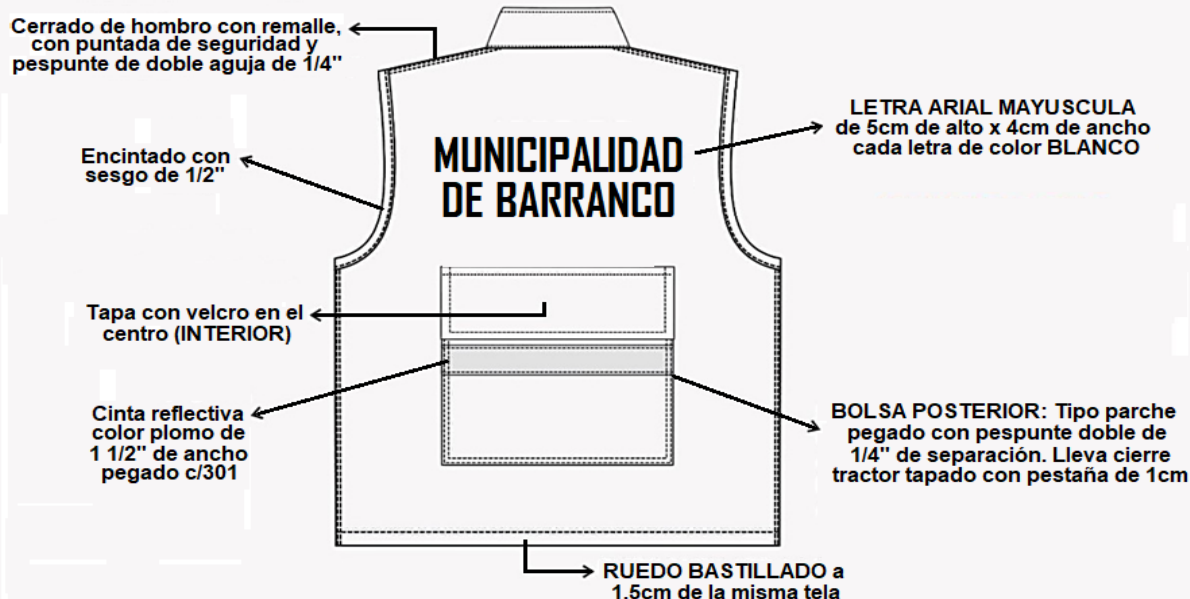 Cerrado de hombro con remalle,
con puntada de seguridad y
pespunte de doble aguja de 1/4"
LETRA ARIAL MAYUSCULA
de 5cm de alto x 4cm de ancho
cada letra de color BLANCO
MUNICIPALIDAD
DE BARRANCO
Encintado con
sesgo de 1/2"
Tapa con velcro en el
centro (INTERIOR)
Cinta reflectiva
color plomo de
1 1/2" de ancho
pegado c/301
BOLSA POSTERIOR: Tipo parche
pegado con pespunte doble de
1/4" de separación. Lleva cierre
tractor tapado con pestaña de 1cm
RUEDO BASTILLADO a
1.5cm de la misma tela